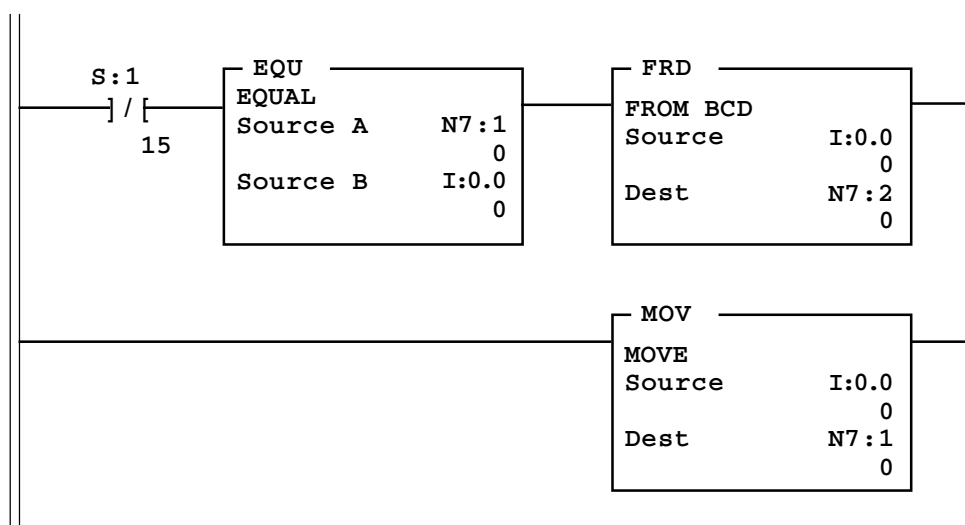 S:1
] / [
15
EQU
EQUAL
Source A N7:1
0
Source B I:0.0
0
FRD
FROM BCD
Source I:0.0
0
Dest N7:2
0
MOV
MOVE
Source I:0.0
0
Dest N7:1
0